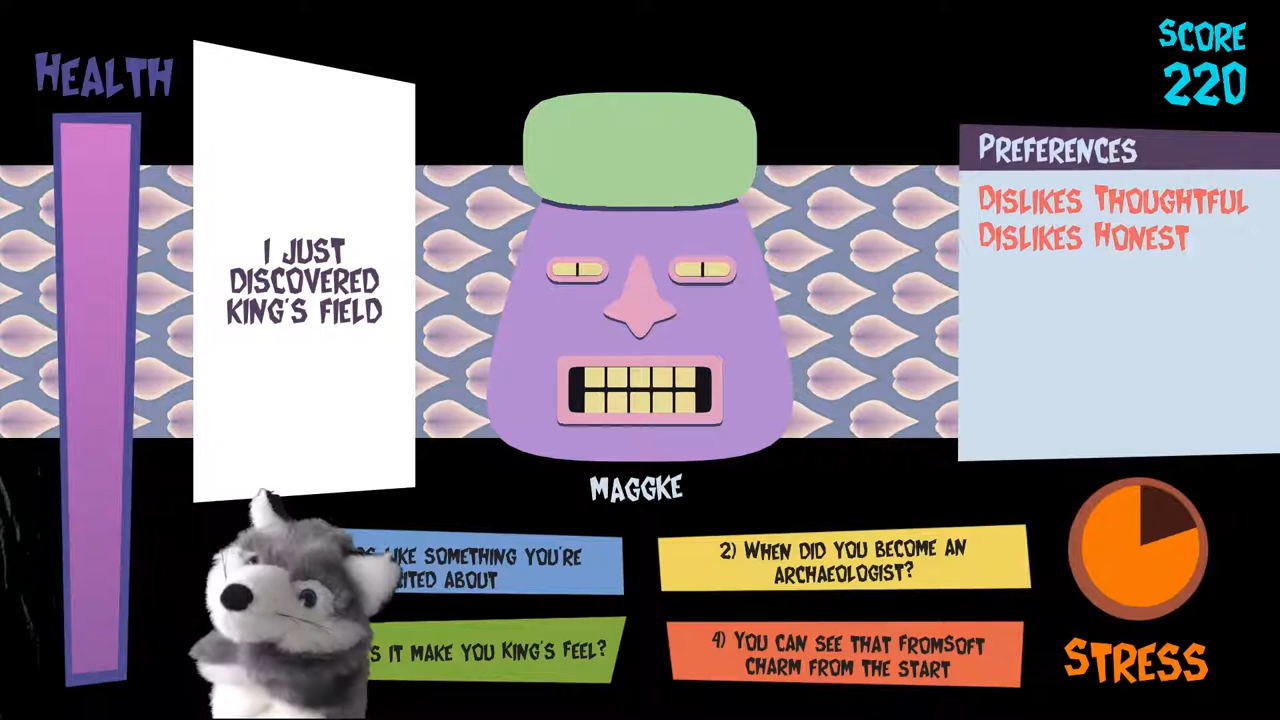 HEALTH
SCORE
220
I JUST
DISCOVERED
KING'S FIELD
PREFERENCES
DISLIKES THOUGHTFUL
DISLIKES HONEST
MAGGKE
LIKE SOMETHING YOU'RE
ABOUT
2) WHEN DID YOU BECOME AN
ARCHAEOLOGIST?
IT MAKE YOU KING'S FEEL?
4) YOU CAN SEE THAT FROMSOFT
CHARM FROM THE START
STRESS